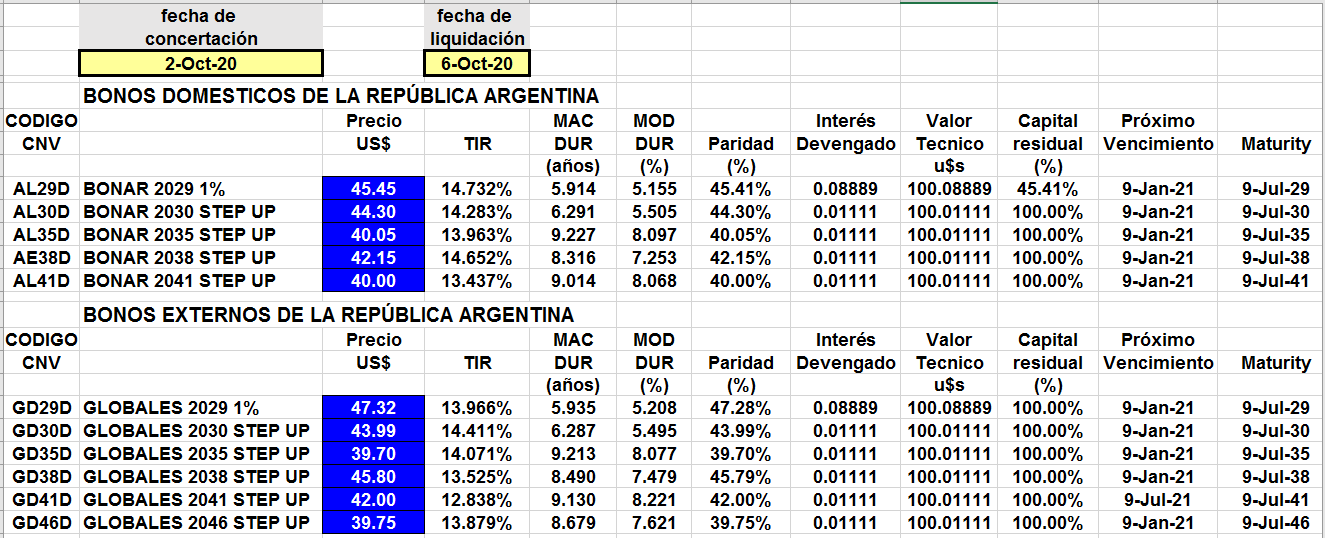 fecha de fecha de
concertación liquidación
2-Oct-20 6-Oct-20
BONOS DOMESTICOS DE LA REPÚBLICA ARGENTINA
CODIGO Precio MAC MOD Interés Valor Capital Próximo
CNV US$ TIR DUR DUR Paridad Devengado Tecnico residual Vencimiento Maturity
(años) (%) (%) u$s (%)
AL29D BONAR 2029 1% 45.45 14.732% 5.914 5.155 45.41% 0.08889 100.08889 45.41% 9-Jan-21 9-Jul-29
AL30D BONAR 2030 STEP UP 44.30 14.283% 6.291 5.505 44.30% 0.01111 100.01111 100.00% 9-Jan-21 9-Jul-30
AL35D BONAR 2035 STEP UP 40.05 13.963% 9.227 8.097 40.05% 0.01111 100.01111 100.00% 9-Jan-21 9-Jul-35
AE38D BONAR 2038 STEP UP 42.15 14.652% 8.316 7.253 42.15% 0.01111 100.01111 100.00% 9-Jan-21 9-Jul-38
AL41D BONAR 2041 STEP UP 40.00 13.437% 9.014 8.068 40.00% 0.01111 100.01111 100.00% 9-Jan-21 9-Jul-41
BONOS EXTERNOS DE LA REPÚBLICA ARGENTINA
CODIGO Precio MAC MOD Interés Valor Capital Próximo
CNV US$ TIR DUR DUR Paridad Devengado Tecnico residual Vencimiento Maturity
(años) (%) (%) u$s (%)
GD29D GLOBALES 2029 1% 47.32 13.966% 5.935 5.208 47.28% 0.08889 100.08889 100.00% 9-Jan-21 9-Jul-29
GD30D GLOBALES 2030 STEP UP 43.99 14.411% 6.287 5.495 43.99% 0.01111 100.01111 100.00% 9-Jan-21 9-Jul-30
GD35D GLOBALES 2035 STEP UP 39.70 14.071% 9.213 8.077 39.70% 0.01111 100.01111 100.00% 9-Jan-21 9-Jul-35
GD38D GLOBALES 2038 STEP UP 45.80 13.525% 8.490 7.479 45.79% 0.01111 100.01111 100.00% 9-Jan-21 9-Jul-38
GD41D GLOBALES 2041 STEP UP 42.00 12.838% 9.130 8.221 42.00% 0.01111 100.01111 100.00% 9-Jul-21 9-Jul-41
GD46D GLOBALES 2046 STEP UP 39.75 13.879% 8.679 7.621 39.75% 0.01111 100.01111 100.00% 9-Jan-21 9-Jul-46